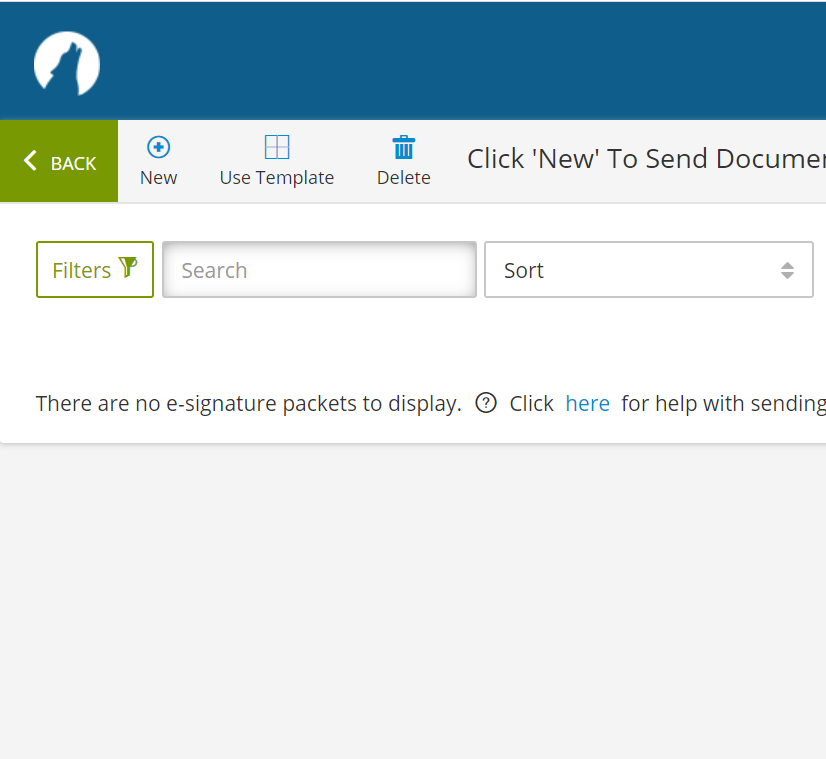 BACK
New
Use Template
Delete
Click 'New' To Send
Filters
Search
Sort
There are no e-signature packets to display. ? Click here for help with sending